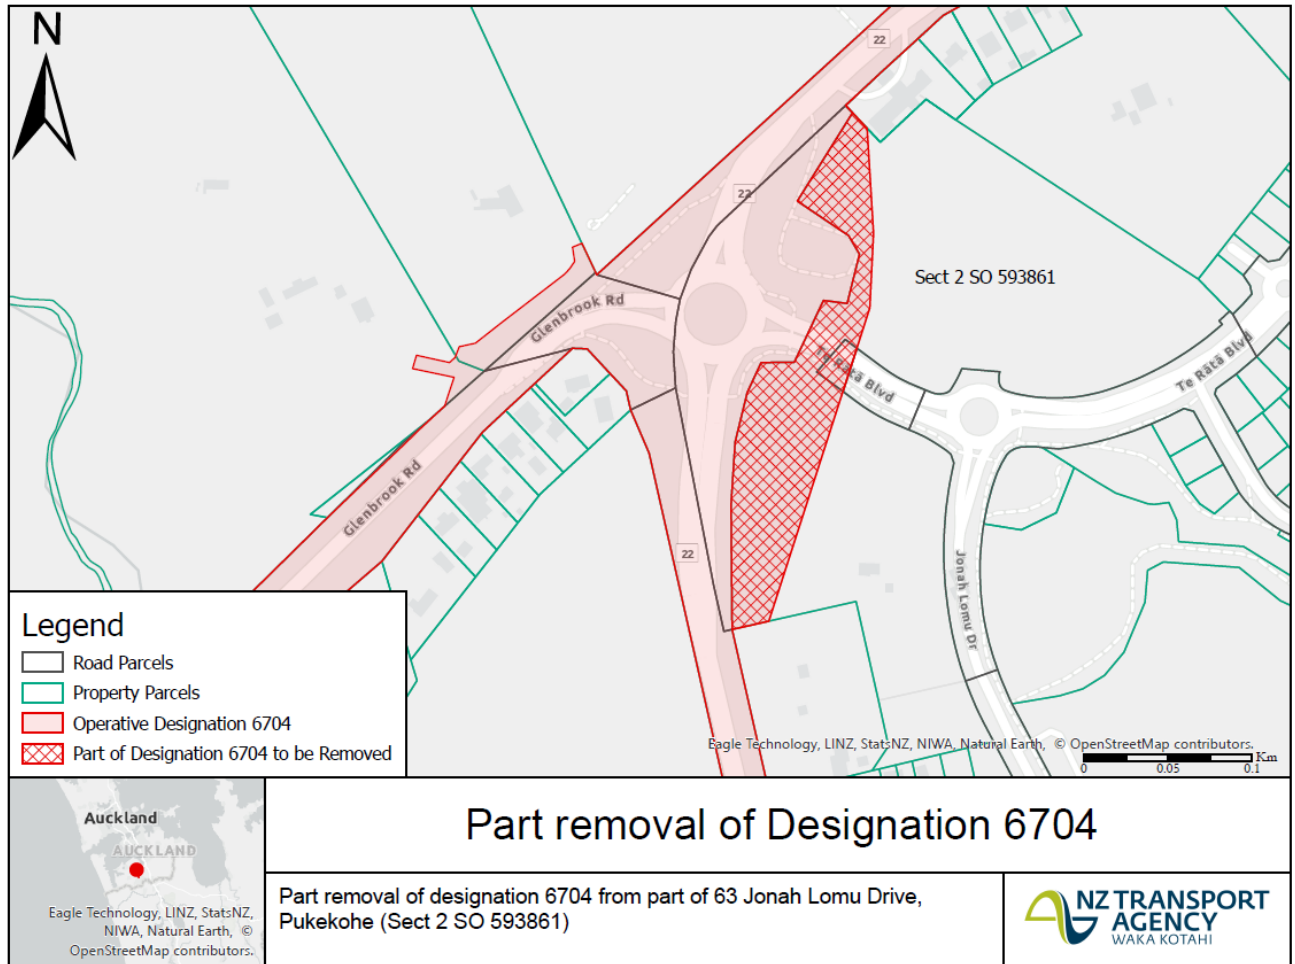 N
22
22
Sect 2 SO 593861
Glenbrook Rd
Te Rātā Blvd
Te Rātā Blvd
Glenbrook Rd
22
Jonah Lomu Dr
Legend
Road Parcels
Property Parcels
Operative Designation 6704
Part of Designation 6704 to be Removed
Eagle Technology, LINZ, StatsNZ, NIWA, Natural Earth, © OpenStreetMap contributors.
Km
0 0.05 0.1
Auckland
AUCKLAND
Eagle Technology, LINZ, StatsNZ,
NIWA, Natural Earth, ©
OpenStreetMap contributors.
Part removal of Designation 6704
Part removal of designation 6704 from part of 63 Jonah Lomu Drive,
Pukekohe (Sect 2 SO 593861)
NZ TRANSPORT
AGENCY
WAKA KOTAHI